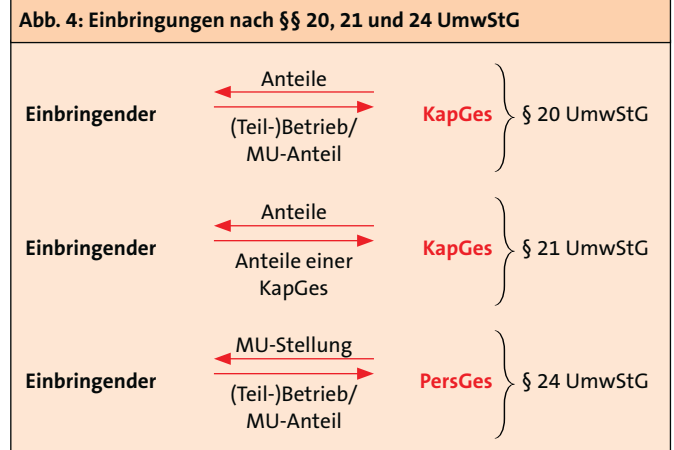 Abb. 4: Einbringungen nach §§ 20, 21 und 24 UmwStG
Anteile
Einbringender KapGes § 20 UmwStG
(Teil-)Betrieb/
MU-Anteil
Anteile
Einbringender KapGes § 21 UmwStG
Anteile einer
KapGes
MU-Stellung
Einbringender PersGes § 24 UmwStG
(Teil-)Betrieb/
MU-Anteil